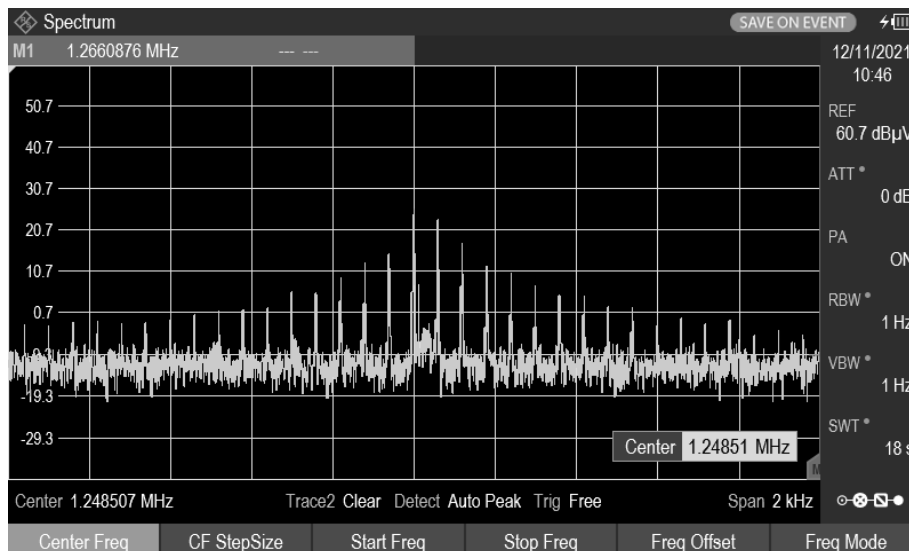 Spectrum SAVE ON EVENT
M1 1.2660876 MHz --- ---
12/11/2021
10:46
50.7
40.7
30.7
20.7
10.7
0.7
-19.3
-29.3
REF
60.7 dBµV
ATT
0 dB
PA
ON
RBW
1 Hz
VBW
1 Hz
SWT
18 s
Center 1.24851 MHz
M
Center 1.248507 MHz Trace2 Clear Detect Auto Peak Trig Free Span 2 kHz
Center Freq CF StepSize Start Freq Stop Freq Freq Offset Freq Mode